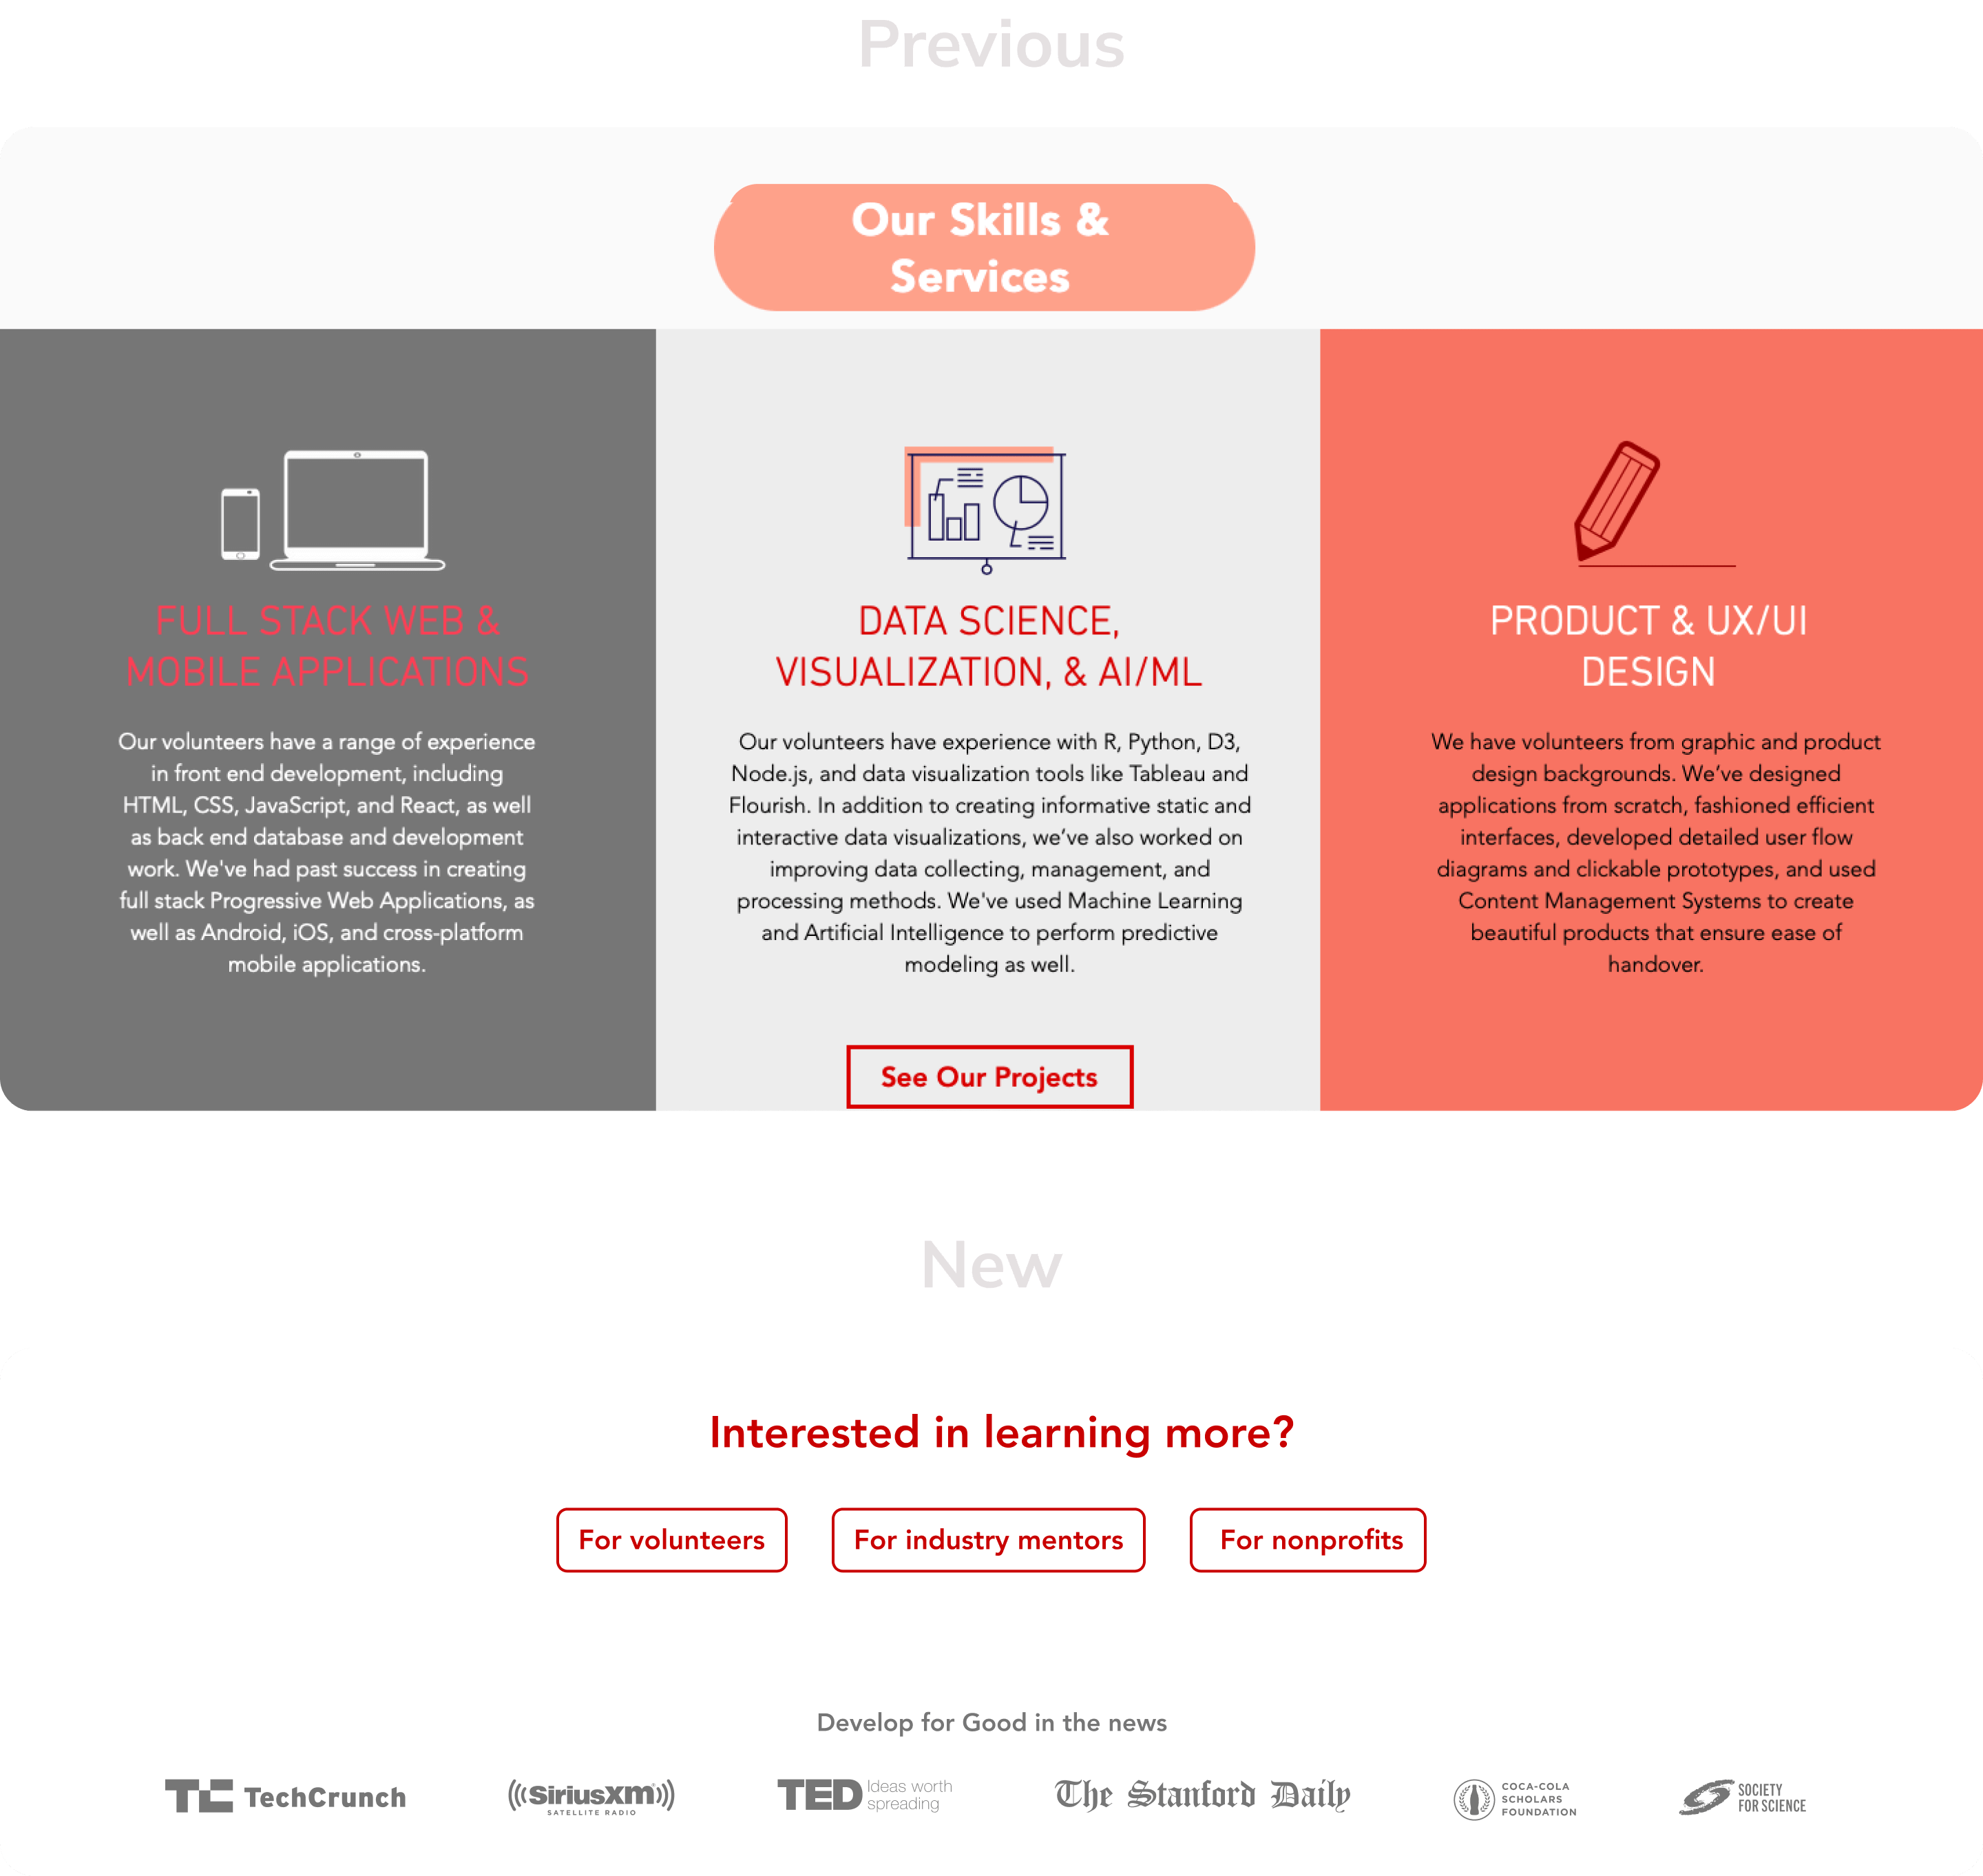 Previous
Our Skills &
Services
FULL STACK WEB &
MOBILE APPLICATIONS
Our volunteers have a range of experience
in front end development, including
HTML, CSS, JavaScript, and React, as well
as back end database and development
work. We've had past success in creating
full stack Progressive Web Applications, as
well as Android, iOS, and cross-platform
mobile applications.
DATA SCIENCE,
VISUALIZATION, & AI/ML
Our volunteers have experience with R, Python, D3,
Node.js, and data visualization tools like Tableau and
Flourish. In addition to creating informative static and
interactive data visualizations, we’ve also worked on
improving data collecting, management, and
processing methods. We've used Machine Learning
and Artificial Intelligence to perform predictive
modeling as well.
See Our Projects
PRODUCT & UX/UI
DESIGN
We have volunteers from graphic and product
design backgrounds. We’ve designed
applications from scratch, fashioned efficient
interfaces, developed detailed user flow
diagrams and clickable prototypes, and used
Content Management Systems to create
beautiful products that ensure ease of
handover.
New
Interested in learning more?
For volunteers
For industry mentors
For nonprofits
Develop for Good in the news
TC TechCrunch
SiriusXM
SATELLITE RADIO
TED Ideas worth
spreading
The Stanford Daily
COCA-COLA
SCHOLARS
FOUNDATION
SOCIETY
FOR SCIENCE